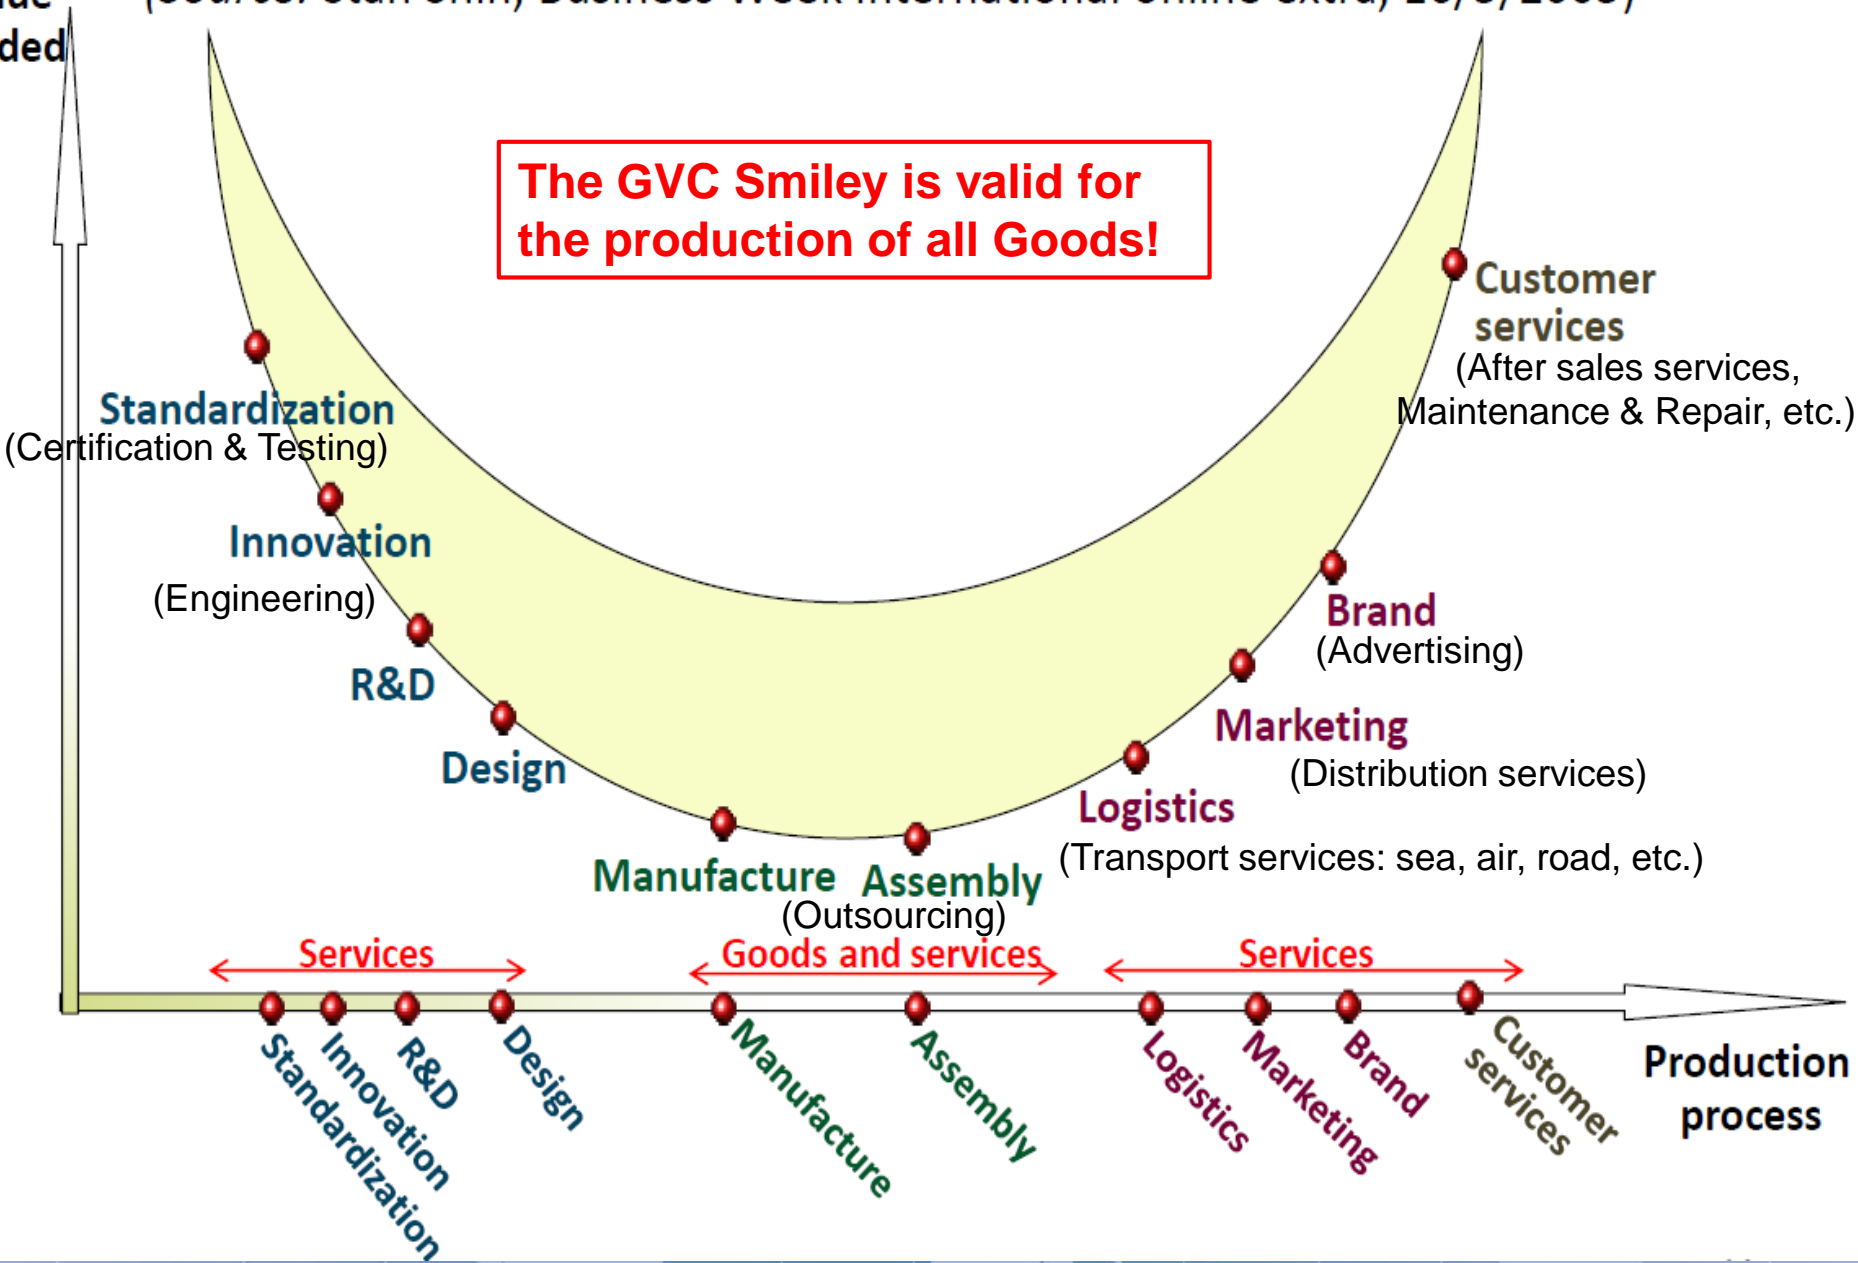 International Online extra,
ded
The GVC Smiley is valid for
the production of all Goods!
Customer
services
(After sales services,
Maintenance & Repair, etc.)
Standardization
(Certification & Testing)
Innovation
(Engineering)
R&D
Design
Brand
(Advertising)
Marketing
(Distribution services)
Logistics
(Transport services: sea, air, road, etc.)
Manufacture Assembly
(Outsourcing)
Services Goods and services Services
Standardization
Innovation
R&D
Design
Manufacture
Assembly
Logistics
Marketing
Brand
Customer
services
Production
process